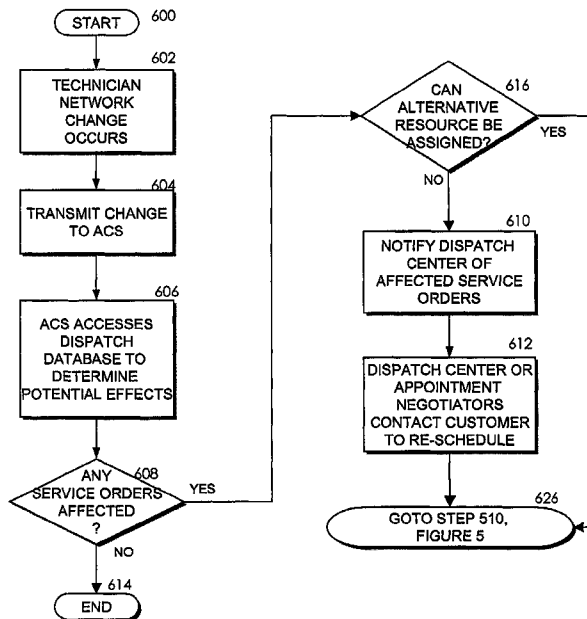 START
600
602
TECHNICIAN
NETWORK
CHANGE
OCCURS
604
TRANSMIT CHANGE
TO ACS
606
ACS ACCESSES
DISPATCH
DATABASE TO
DETERMINE
POTENTIAL EFFECTS
608
ANY
SERVICE ORDERS
AFFECTED
?
YES
NO
614
END
616
CAN
ALTERNATIVE
RESOURCE BE
ASSIGNED?
YES
NO
610
NOTIFY DISPATCH
CENTER OF
AFFECTED SERVICE
ORDERS
612
DISPATCH CENTER OR
APPOINTMENT
NEGOTIATORS
CONTACT CUSTOMER
TO RE-SCHEDULE
626
GOTO STEP 510,
FIGURE 5